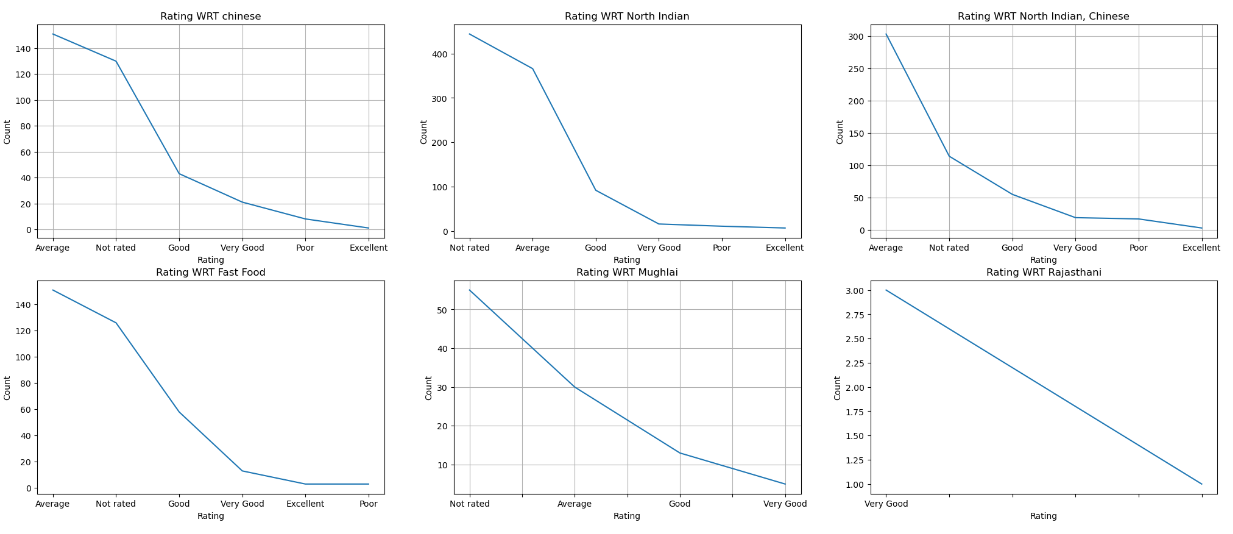 Rating WRT chinese
140
120
100
80
60
40
20
0
Count
Average Not rated Good Very Good Poor Excellent
Rating
Rating WRT North Indian
400
300
200
100
0
Count
Not rated Average Good Very Good Poor Excellent
Rating
Rating WRT North Indian, Chinese
300
250
200
150
100
50
0
Count
Average Not rated Good Very Good Poor Excellent
Rating
Rating WRT Fast Food
140
120
100
80
60
40
20
0
Count
Average Not rated Good Very Good Excellent Poor
Rating
Rating WRT Mughlai
50
40
30
20
10
Count
Not rated Average Good Very Good
Rating
Rating WRT Rajasthani
3.00
2.75
2.50
2.25
2.00
1.75
1.50
1.25
1.00
Count
Very Good
Rating